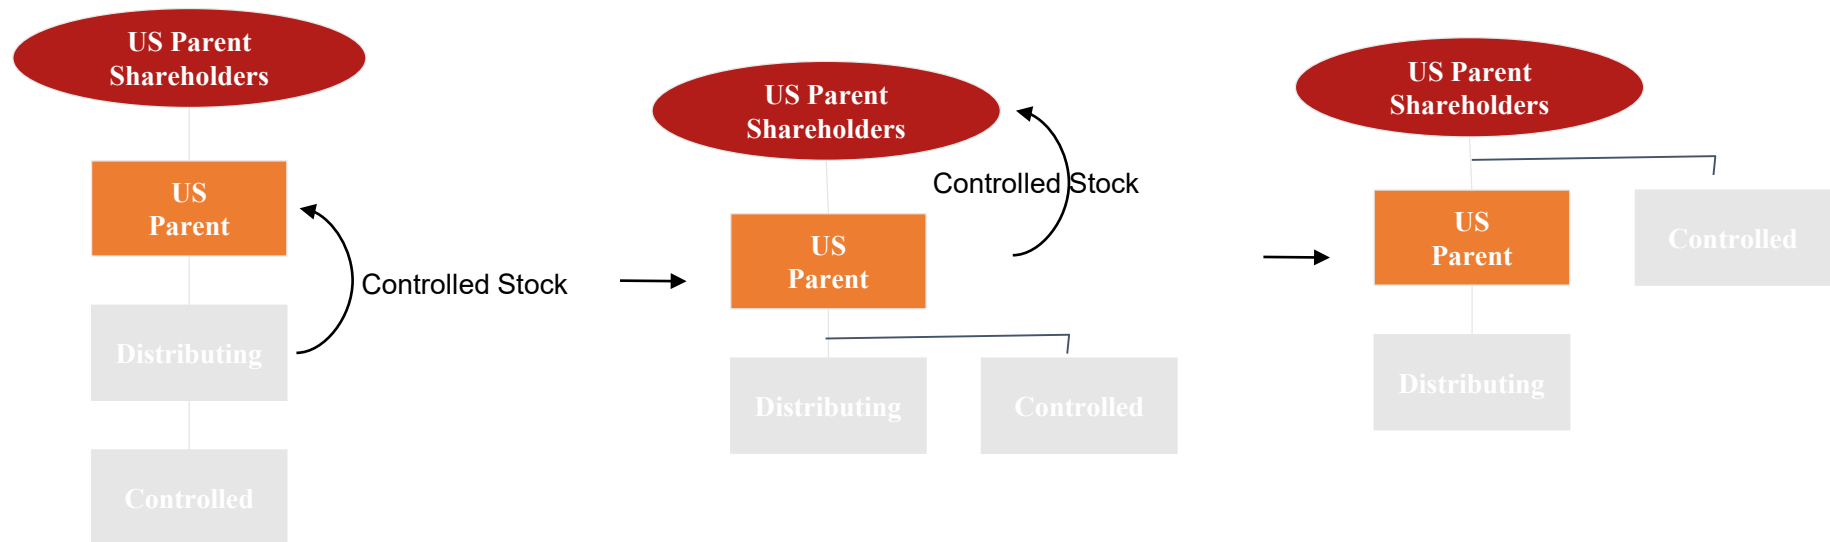 US Parent
Shareholders
US
Parent
Controlled Stock
Distributing
Controlled
US Parent
Shareholders
Controlled Stock
US
Parent
Distributing
Controlled
US Parent
Shareholders
US
Parent
Controlled
Distributing